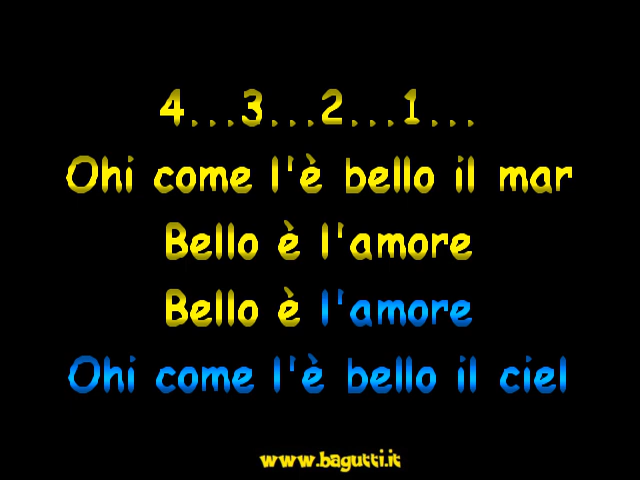 4...3...2...1...
Ohi come l'è bello il mar
Bello è l'amore
Bello è l'amore
Ohi come l'è bello il ciel
www.bagutti.it